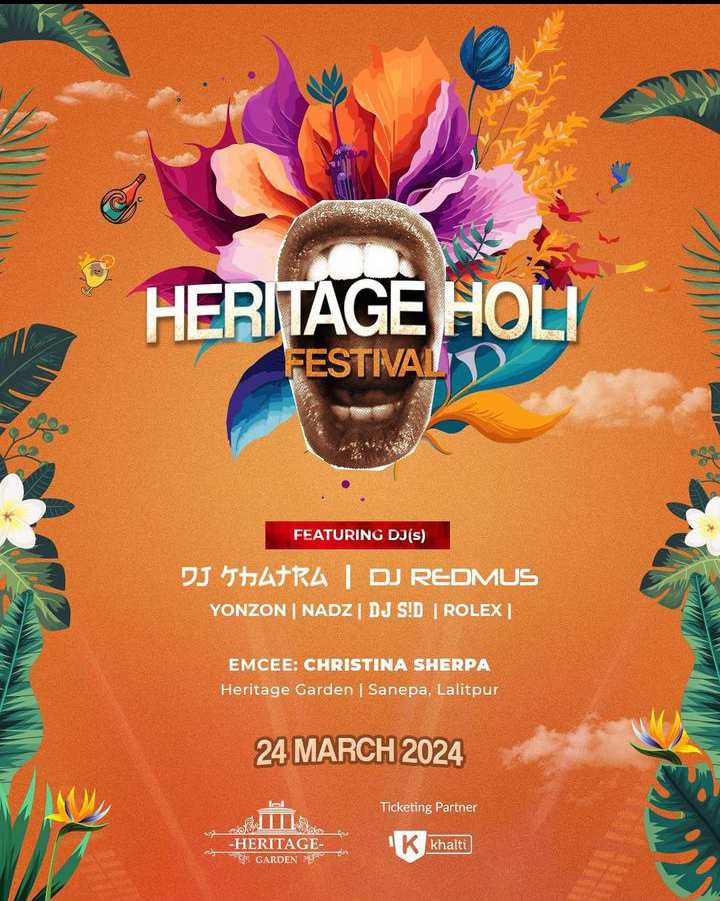 HERITAGE HOLI
FESTIVAL
FEATURING DJ(s)
DJ KHATRA | DJ REDMUS
YONZON | NADZ | DJ S!D | ROLEX |
EMCEE: CHRISTINA SHERPA
Heritage Garden | Sanepa, Lalitpur
24 MARCH 2024
Ticketing Partner
-HERITAGE-
GARDEN
K khalti